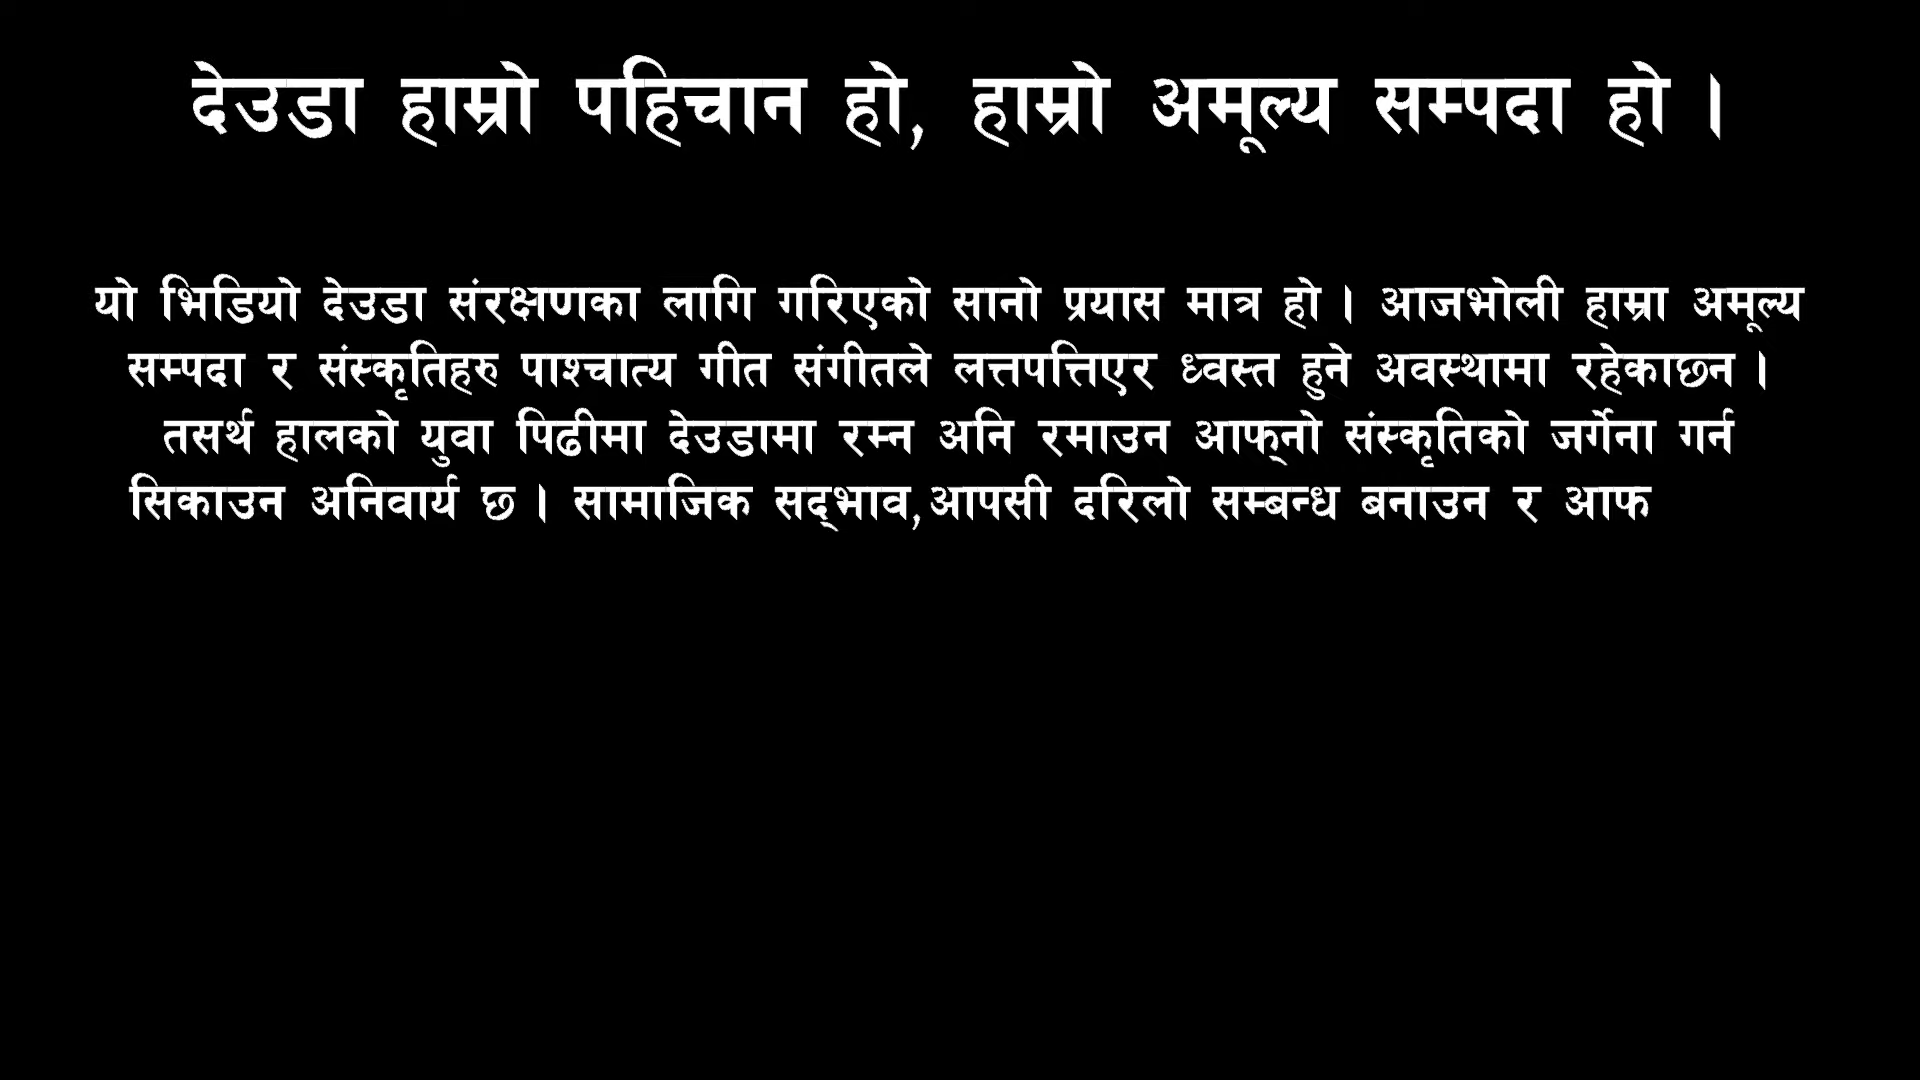 देउडा हाम्रो पहिचान हो, हाम्रो अमूल्य सम्पदा हो ।
यो भिडियो देउडा संरक्षणका लागि गरिएको सानो प्रयास मात्र हो । आजभोली हाम्रा अमूल्य
सम्पदा र संस्कृतिहरु पाश्चात्य गीत संगीतले लत्तपत्तिएर ध्वस्त हुने अवस्थामा रहेकाछन ।
तसर्थ हालको युवा पिढीमा देउडामा रम्न अनि रमाउन आफ्‌नो संस्कृतिको जर्गेना गर्न
सिकाउन अनिवार्य छ । सामाजिक सद्‌भाव,आपसी दरिलो सम्बन्ध बनाउन र आफ